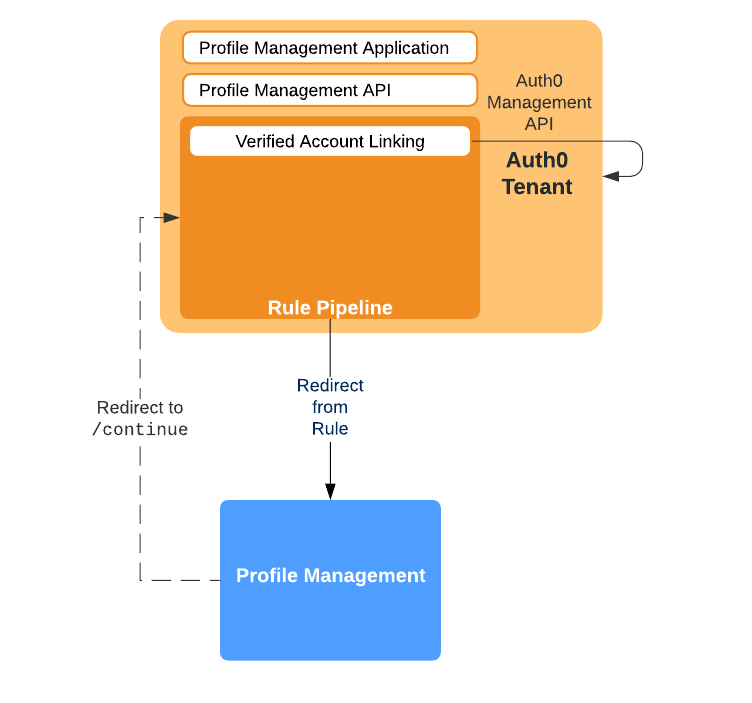 Profile Management Application
Profile Management API
Auth0
Management
API
Verified Account Linking
Auth0
Tenant
Rule Pipeline
Redirect
from
Rule
Redirect to
/continue
Profile Management